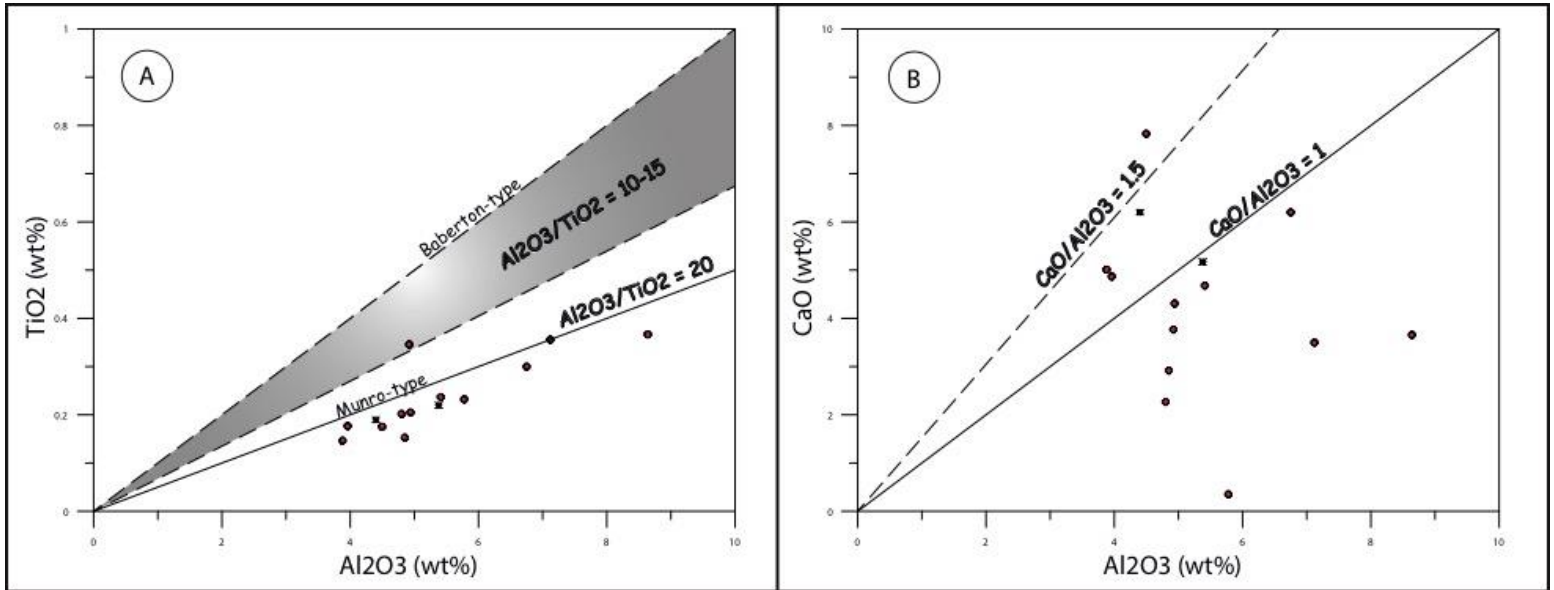 A
1
0.8
0.6
0.4
0.2
0
TiO2 (wt%)
Baberton-type
Al2O3/TiO2 = 10-15
Al2O3/TiO2 = 20
Munro-type
0 2 4 6 8 10
Al2O3 (wt%)
B
10
8
6
4
2
0
CaO (wt%)
CaO/Al2O3 = 1.5
CaO/Al2O3 = 1
0 2 4 6 8 10
Al2O3 (wt%)